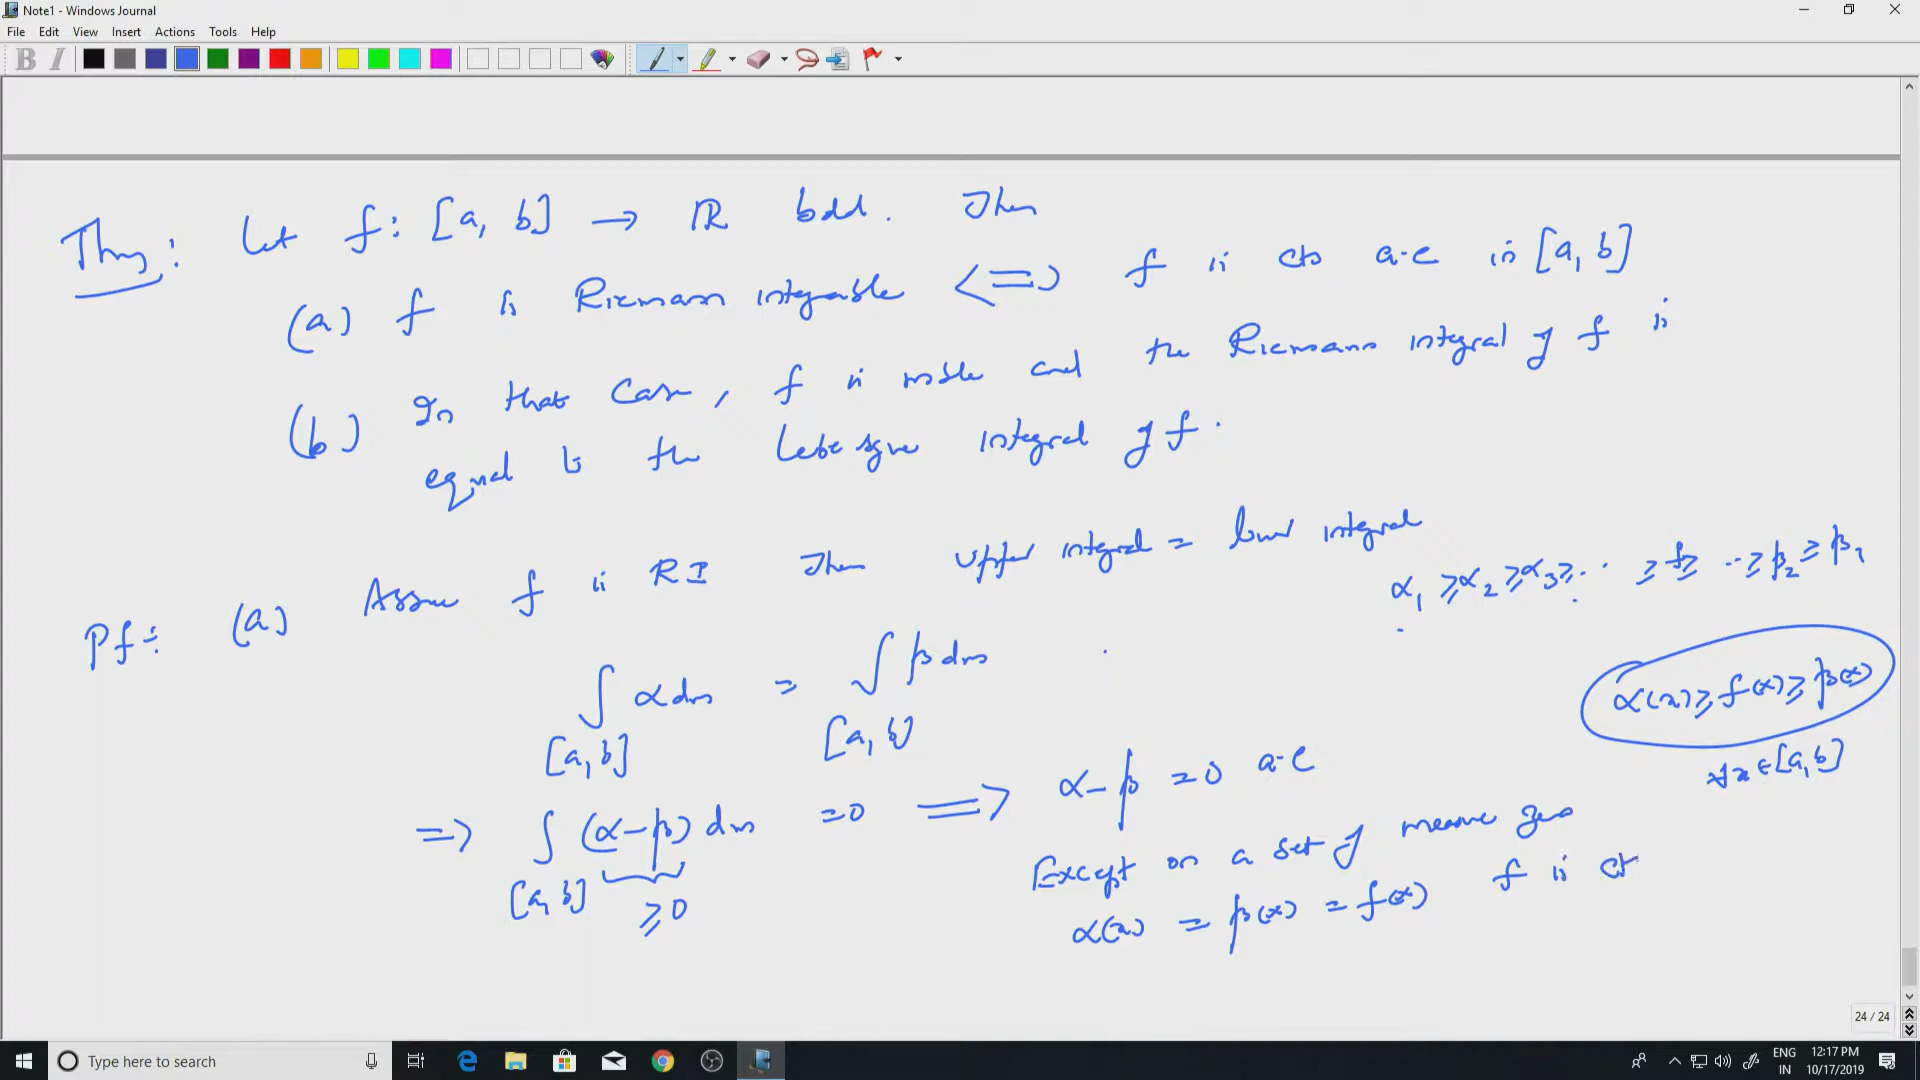 Note1 - Windows Journal
File Edit View Insert Actions Tools Help
B I
Thm: Let f: [a, b] → ℝ bdd. Then
(a) f is Riemann integrable <=> f is cts a-e in [a, b]
(b) In that case, f is mble and the Riemann integral of f is
equal to the Lebesgue integral of f.
Pf: (a) Assume f is RI Then Upper integral = lower integral
α₁ ≥ α₂ ≥ α₃ ≥ ··· ≥ f ≥ ··· ≥ β₂ ≥ β₁
∫ α dm = ∫ β dm
[a, b] [a, b]
α(x) ≥ f(x) ≥ β(x)
∀ x ∈ [a, b]
=> ∫ (α - β) dm = 0 ==> α - β = 0 a-e
[a, b] ≥ 0
Except on a set of measure zero
α(x) = β(x) = f(x) f is ct
24 / 24
Type here to search
ENG
IN
12:17 PM
10/17/2019